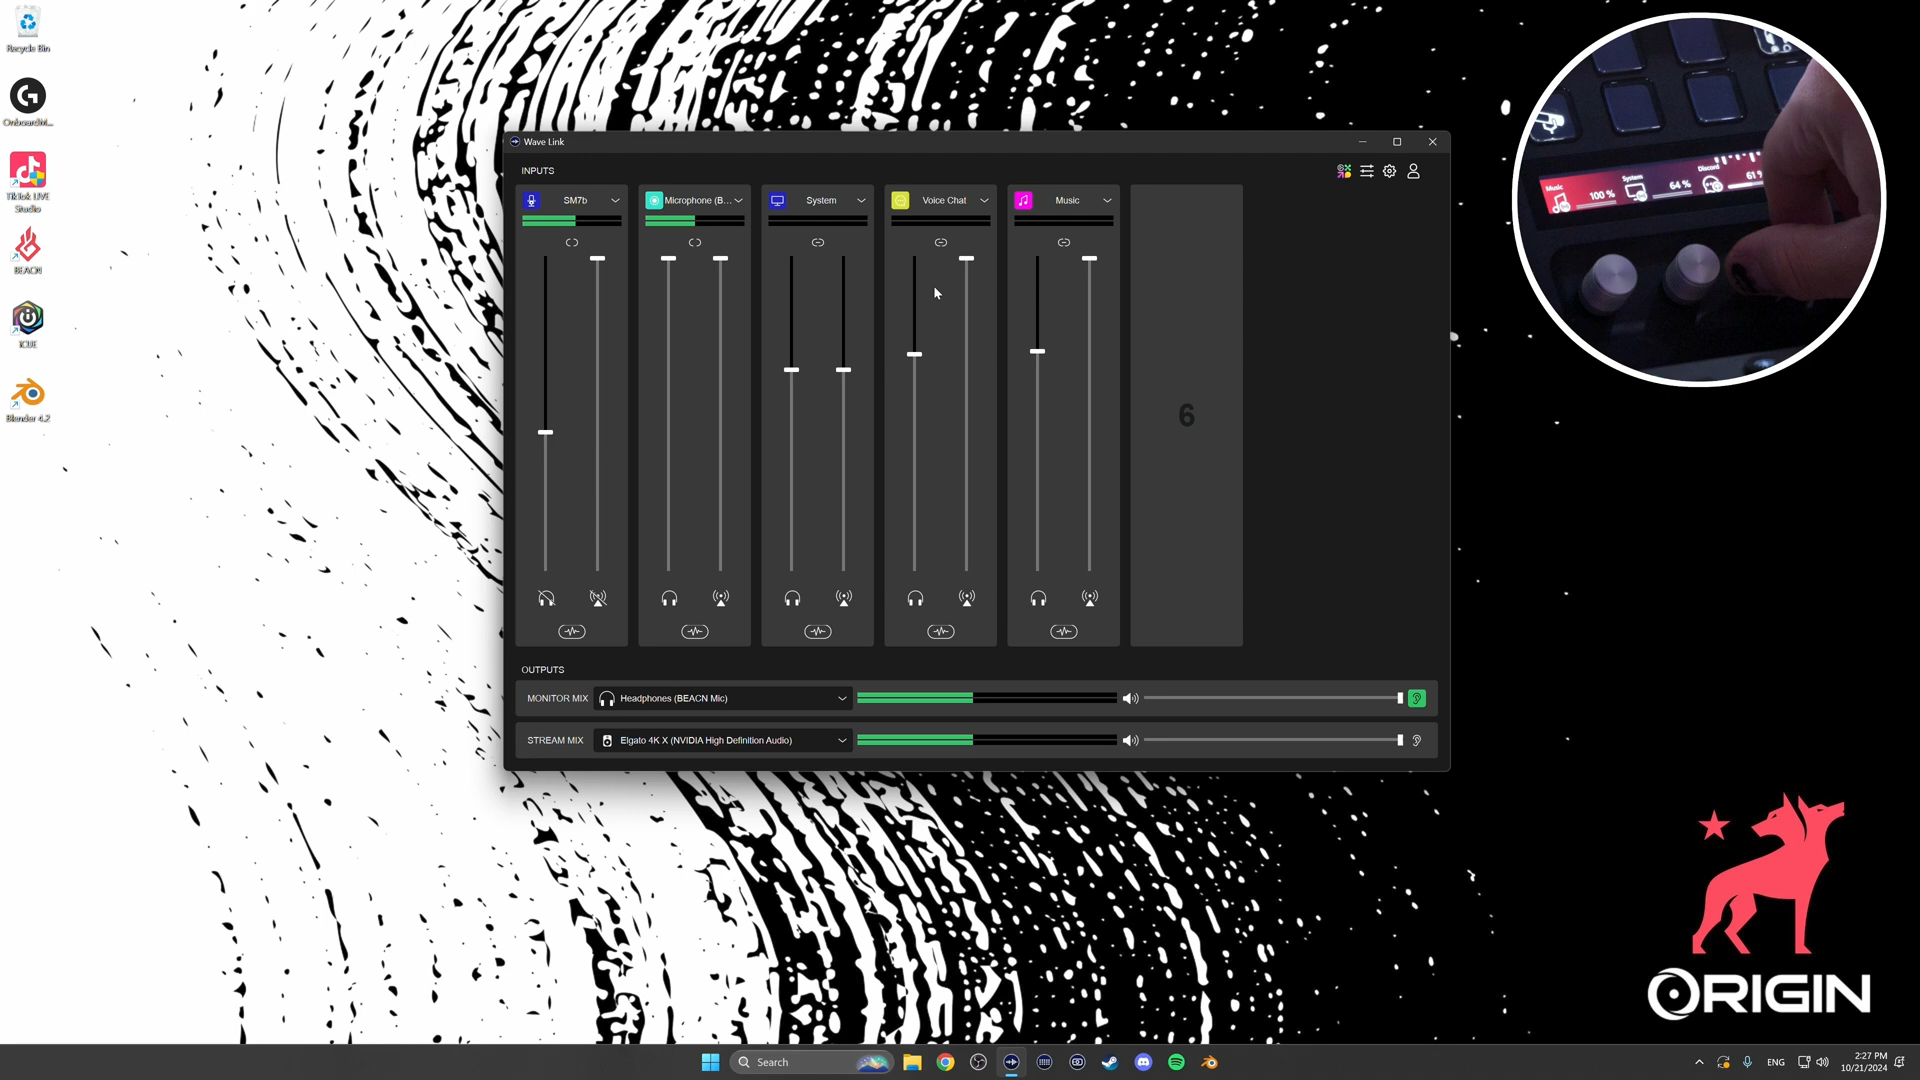 Recycle Bin
OnboardM...
TikTok LIVE
Studio
BEACN
iCUE
Blender 4.2
Wave Link
INPUTS
SM7b
Microphone (B...
System
Voice Chat
Music
6
OUTPUTS
MONITOR MIX
Headphones (BEACN Mic)
STREAM MIX
Elgato 4K X (NVIDIA High Definition Audio)
Music
100 %
System
64 %
Discord
61 %
ORIGIN
Search
ENG
2:27 PM
10/21/2024